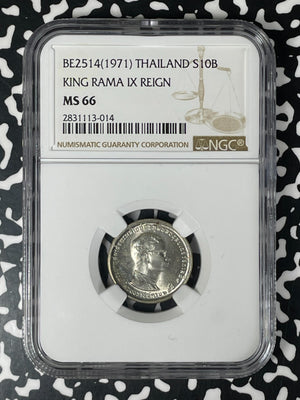 BE2514(1971) THAILAND S10B
KING RAMA IX REIGN
MS 66
2831113-014
NUMISMATIC GUARANTY CORPORATION
NGC®